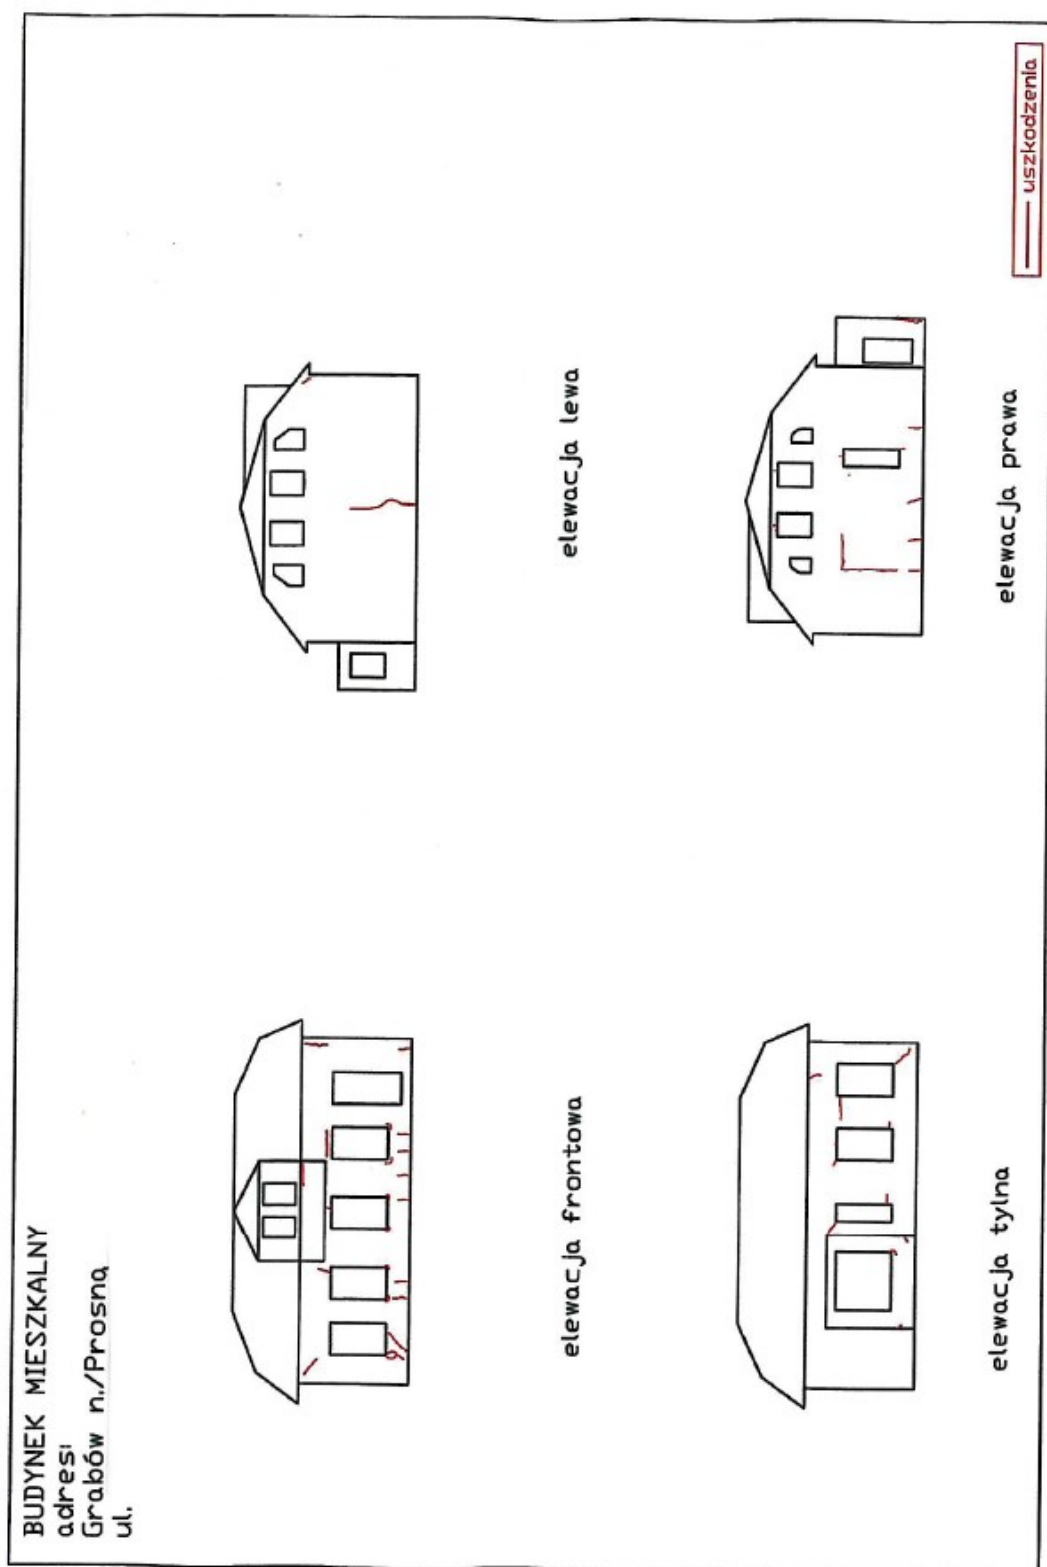 BUDYNEK MIESZKALNY
adres:
Grabów n./Prosną
ul.
elewacja frontowa
elewacja lewa
elewacja tylna
elewacja prawa
uszkodzenia